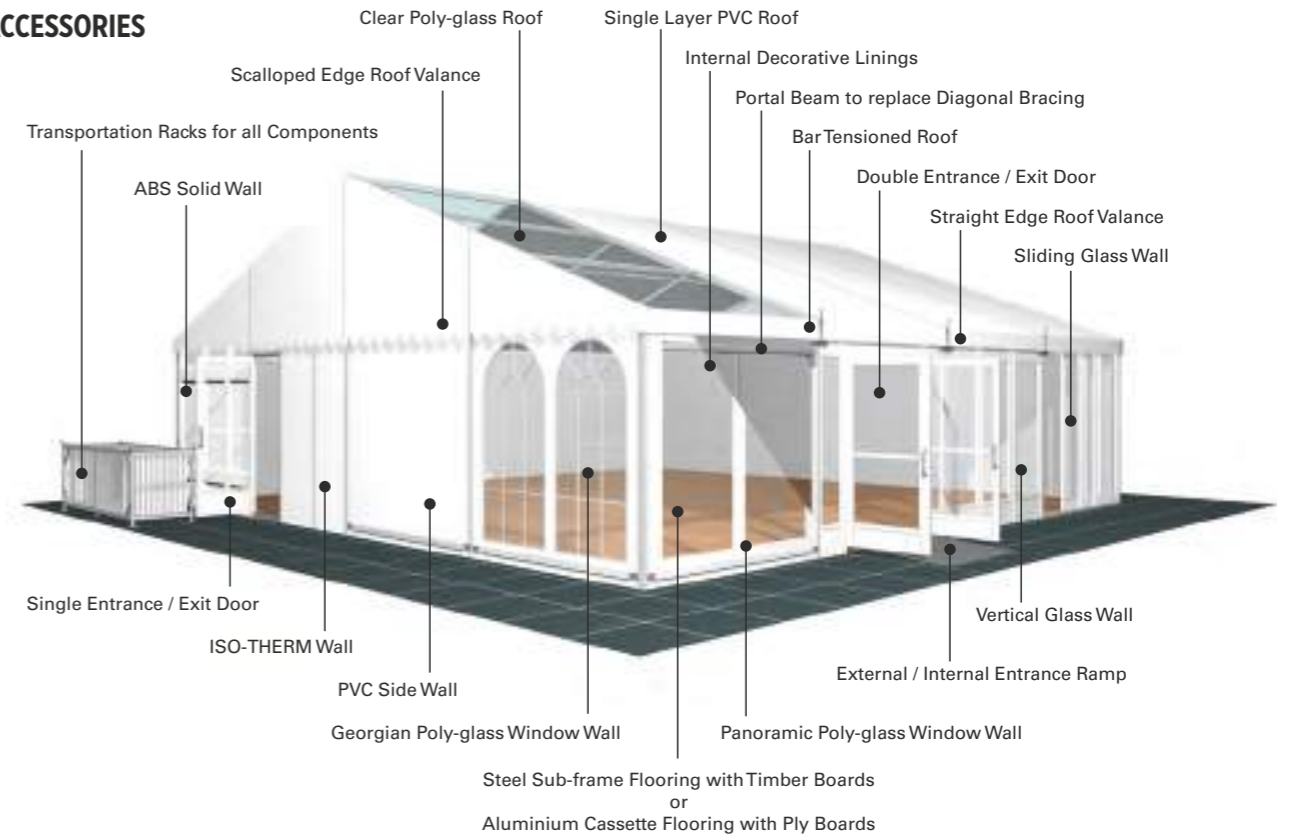 ACCESSORIES
Clear Poly-glass Roof
Single Layer PVC Roof
Internal Decorative Linings
Scalloped Edge Roof Valance
Portal Beam to replace Diagonal Bracing
Transportation Racks for all Components
Bar Tensioned Roof
ABS Solid Wall
Double Entrance / Exit Door
Straight Edge Roof Valance
Sliding Glass Wall
Single Entrance / Exit Door
Vertical Glass Wall
ISO-THERM Wall
External / Internal Entrance Ramp
PVC Side Wall
Georgian Poly-glass Window Wall
Panoramic Poly-glass Window Wall
Steel Sub-frame Flooring with Timber Boards
or
Aluminium Cassette Flooring with Ply Boards